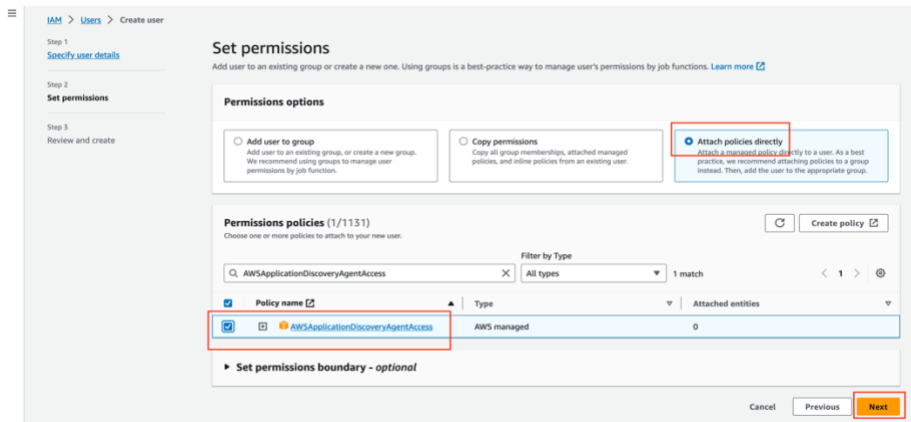 IAM > Users > Create user
Step 1
Specify user details
Step 2
Set permissions
Step 3
Review and create
Set permissions
Add user to an existing group or create a new one. Using groups is a best-practice way to manage user's permissions by job functions. Learn more
Permissions options
Add user to group
Add user to an existing group, or create a new group.
We recommend using groups to manage user
permissions by job function.
Copy permissions
Copy all group memberships, attached managed
policies, and inline policies from an existing user.
Attach policies directly
Attach a managed policy directly to a user. As a best
practice, we recommend attaching policies to a group
instead. Then, add the user to the appropriate group.
Permissions policies (1/1131)
Choose one or more policies to attach to your new user.
Create policy
Filter by Type
AWSApplicationDiscoveryAgentAccess
All types
1 match
< 1 >
Policy name
Type
Attached entities
AWSApplicationDiscoveryAgentAccess
AWS managed
0
Set permissions boundary - optional
Cancel
Previous
Next